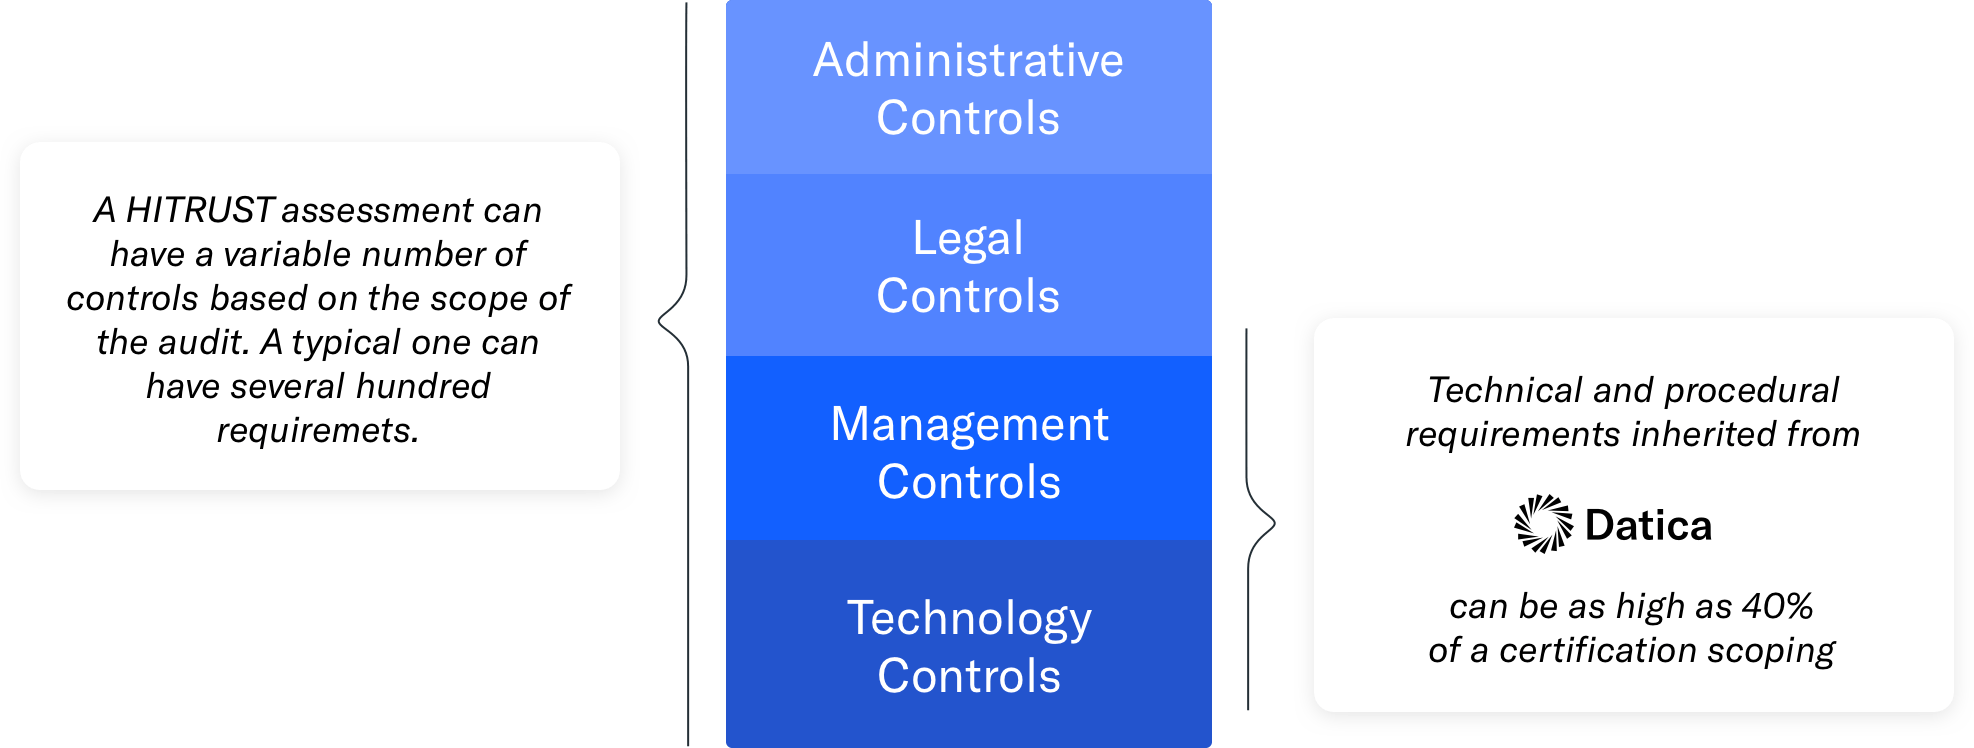 A HITRUST assessment can
have a variable number of
controls based on the scope of
the audit. A typical one can
have several hundred
requiremets.
Administrative
Controls
Legal
Controls
Management
Controls
Technology
Controls
Technical and procedural
requirements inherited from
Datica
can be as high as 40%
of a certification scoping